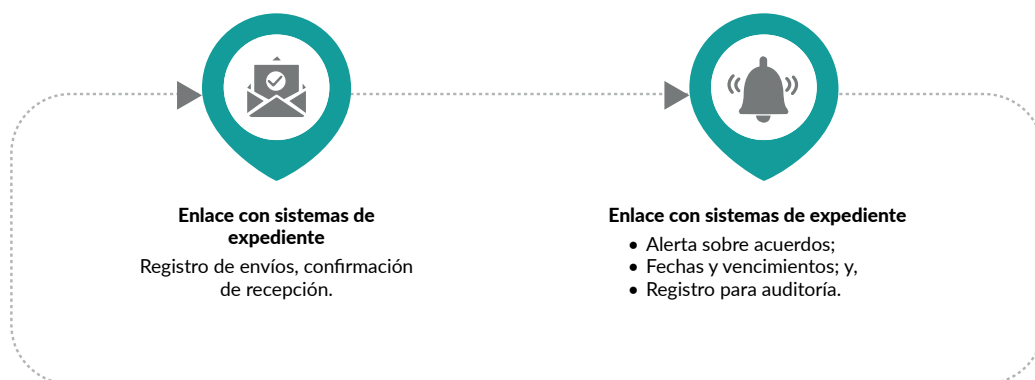 Enlace con sistemas de
expediente
Registro de envíos, confirmación
de recepción.
Enlace con sistemas de expediente
• Alerta sobre acuerdos;
• Fechas y vencimientos; y,
• Registro para auditoría.